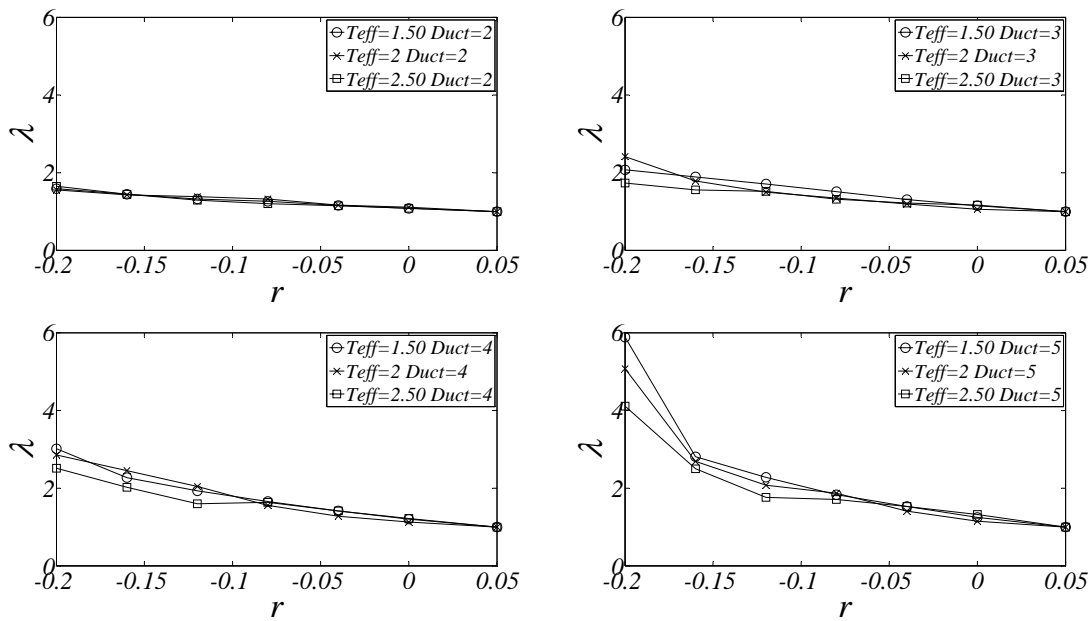 6
4
2
0
λ
-0.2 -0.15 -0.1 -0.05 0 0.05
r
Teff=1.50 Duct=2
Teff=2 Duct=2
Teff=2.50 Duct=2
6
4
2
0
λ
-0.2 -0.15 -0.1 -0.05 0 0.05
r
Teff=1.50 Duct=3
Teff=2 Duct=3
Teff=2.50 Duct=3
6
4
2
0
λ
-0.2 -0.15 -0.1 -0.05 0 0.05
r
Teff=1.50 Duct=4
Teff=2 Duct=4
Teff=2.50 Duct=4
6
4
2
0
λ
-0.2 -0.15 -0.1 -0.05 0 0.05
r
Teff=1.50 Duct=5
Teff=2 Duct=5
Teff=2.50 Duct=5